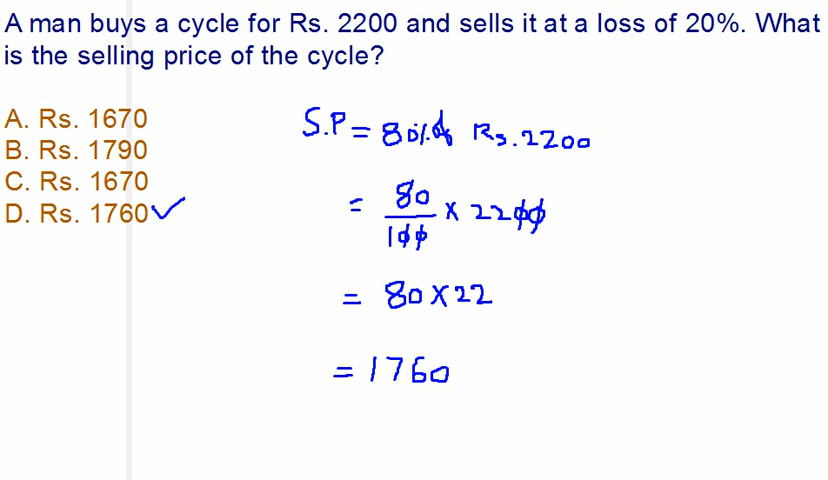 A man buys a cycle for Rs. 2200 and sells it at a loss of 20%. What
is the selling price of the cycle?
A. Rs. 1670
B. Rs. 1790
C. Rs. 1670
D. Rs. 1760 ✓
S.P = 80% of Rs. 2200
= 80/100 × 2200
= 80 × 22
= 1760